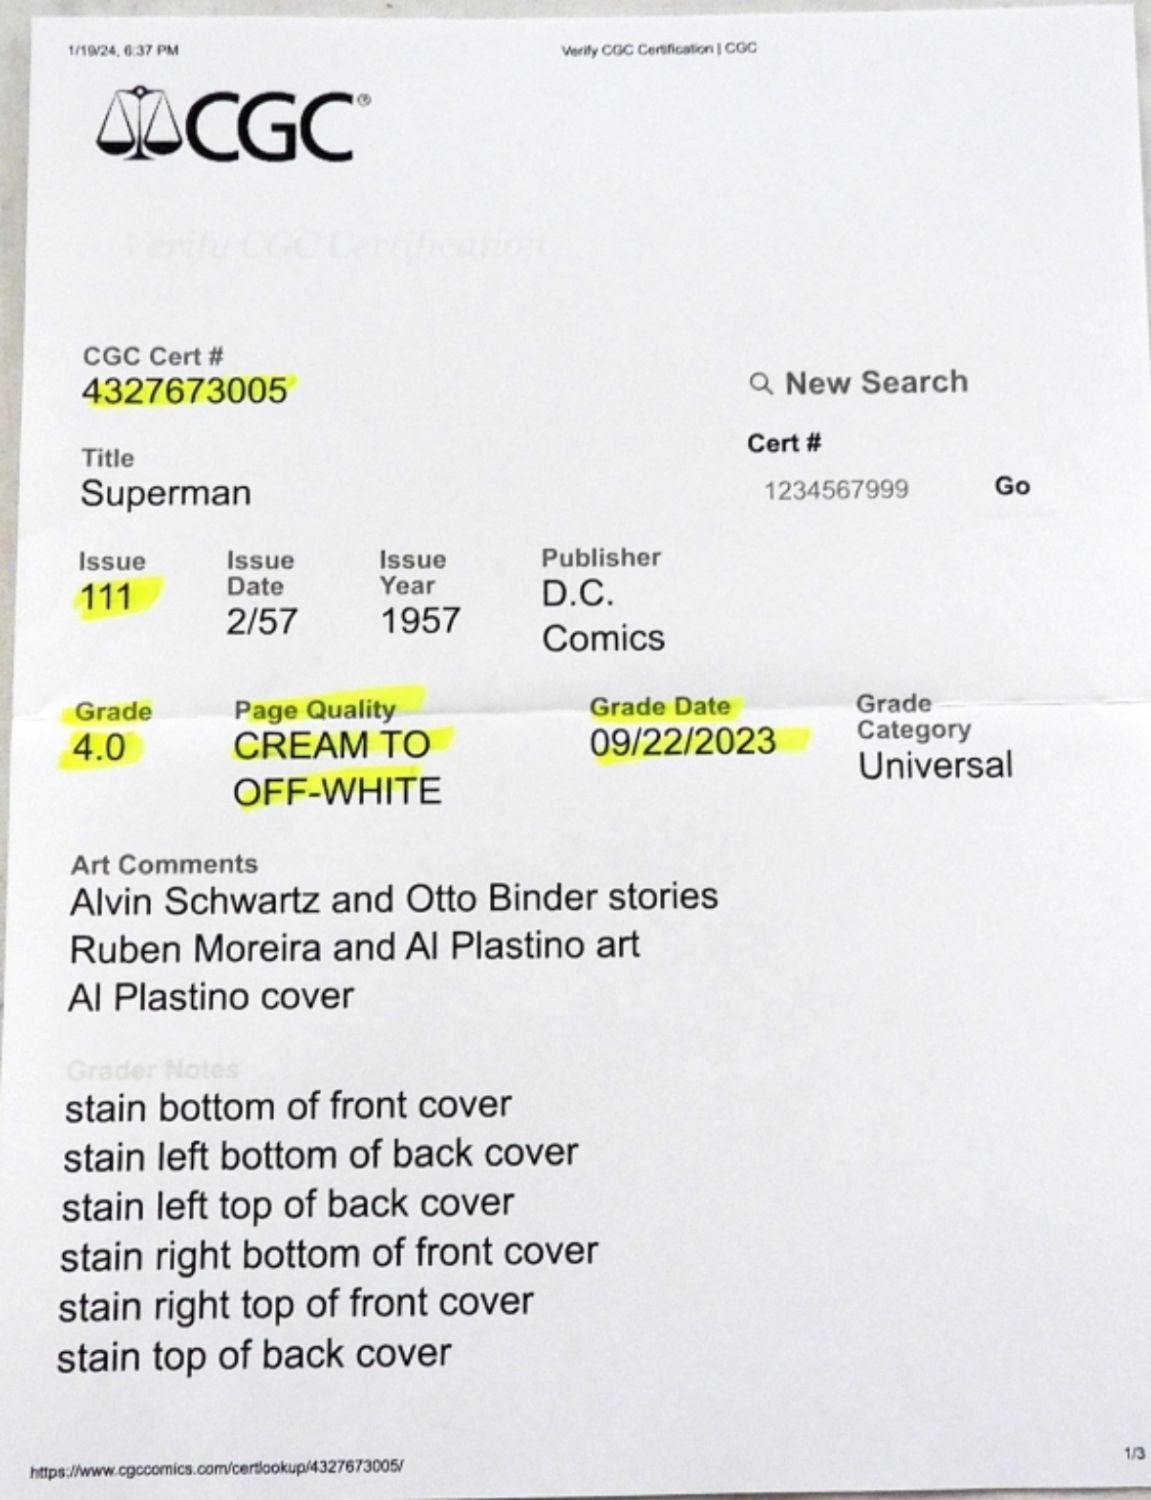 1/19/24, 6:37 PM
Verify CGC Certification | CGC
CGC®
Verify CGC Certification
CGC Cert #
4327673005
New Search
Cert #
1234567999 Go
Title
Superman
Issue
111
Issue
Date
2/57
Issue
Year
1957
Publisher
D.C.
Comics
Grade
4.0
Page Quality
CREAM TO
OFF-WHITE
Grade Date
09/22/2023
Grade
Category
Universal
Art Comments
Alvin Schwartz and Otto Binder stories
Ruben Moreira and Al Plastino art
Al Plastino cover
Grader Notes
stain bottom of front cover
stain left bottom of back cover
stain left top of back cover
stain right bottom of front cover
stain right top of front cover
stain top of back cover
https://www.cgccomics.com/certlookup/4327673005/
1/3